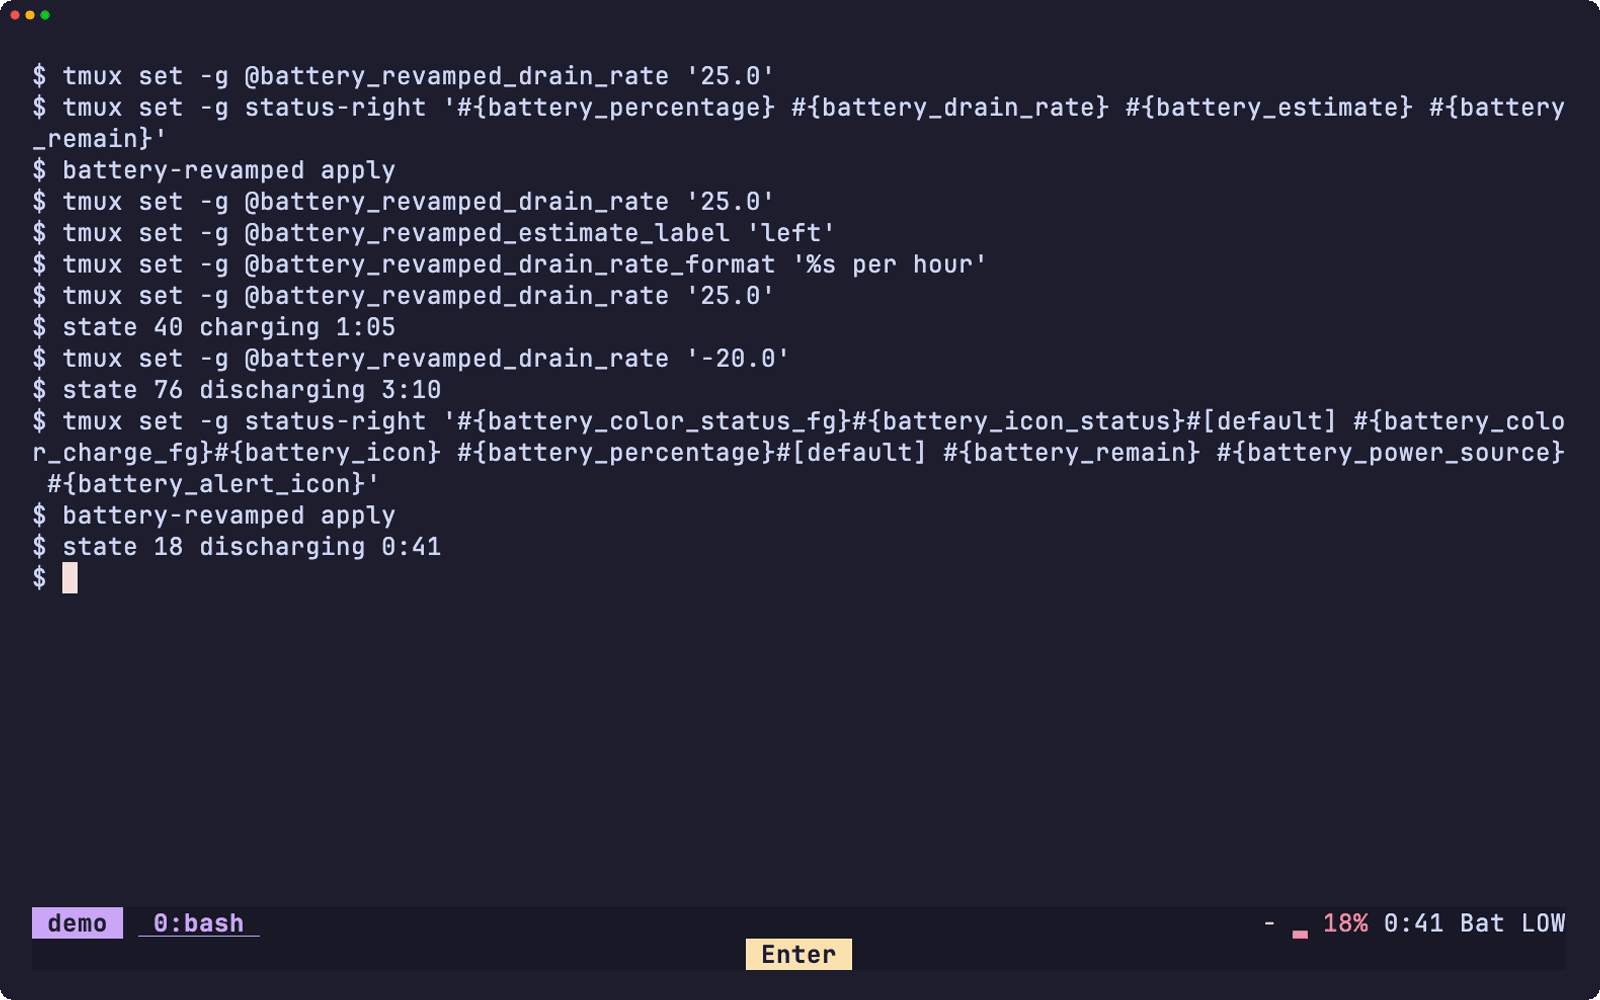 $ tmux set -g @battery_revamped_drain_rate '25.0'
$ tmux set -g status-right '#{battery_percentage} #{battery_drain_rate} #{battery_estimate} #{battery
_remain}'
$ battery-revamped apply
$ tmux set -g @battery_revamped_drain_rate '25.0'
$ tmux set -g @battery_revamped_estimate_label 'left'
$ tmux set -g @battery_revamped_drain_rate_format '%s per hour'
$ tmux set -g @battery_revamped_drain_rate '25.0'
$ state 40 charging 1:05
$ tmux set -g @battery_revamped_drain_rate '-20.0'
$ state 76 discharging 3:10
$ tmux set -g status-right '#{battery_color_status_fg}#{battery_icon_status}#[default] #{battery_colo
r_charge_fg}#{battery_icon} #{battery_percentage}#[default] #{battery_remain} #{battery_power_source}
 #{battery_alert_icon}'
$ battery-revamped apply
$ state 18 discharging 0:41
$
demo 0:bash - ▂ 18% 0:41 Bat LOW
Enter